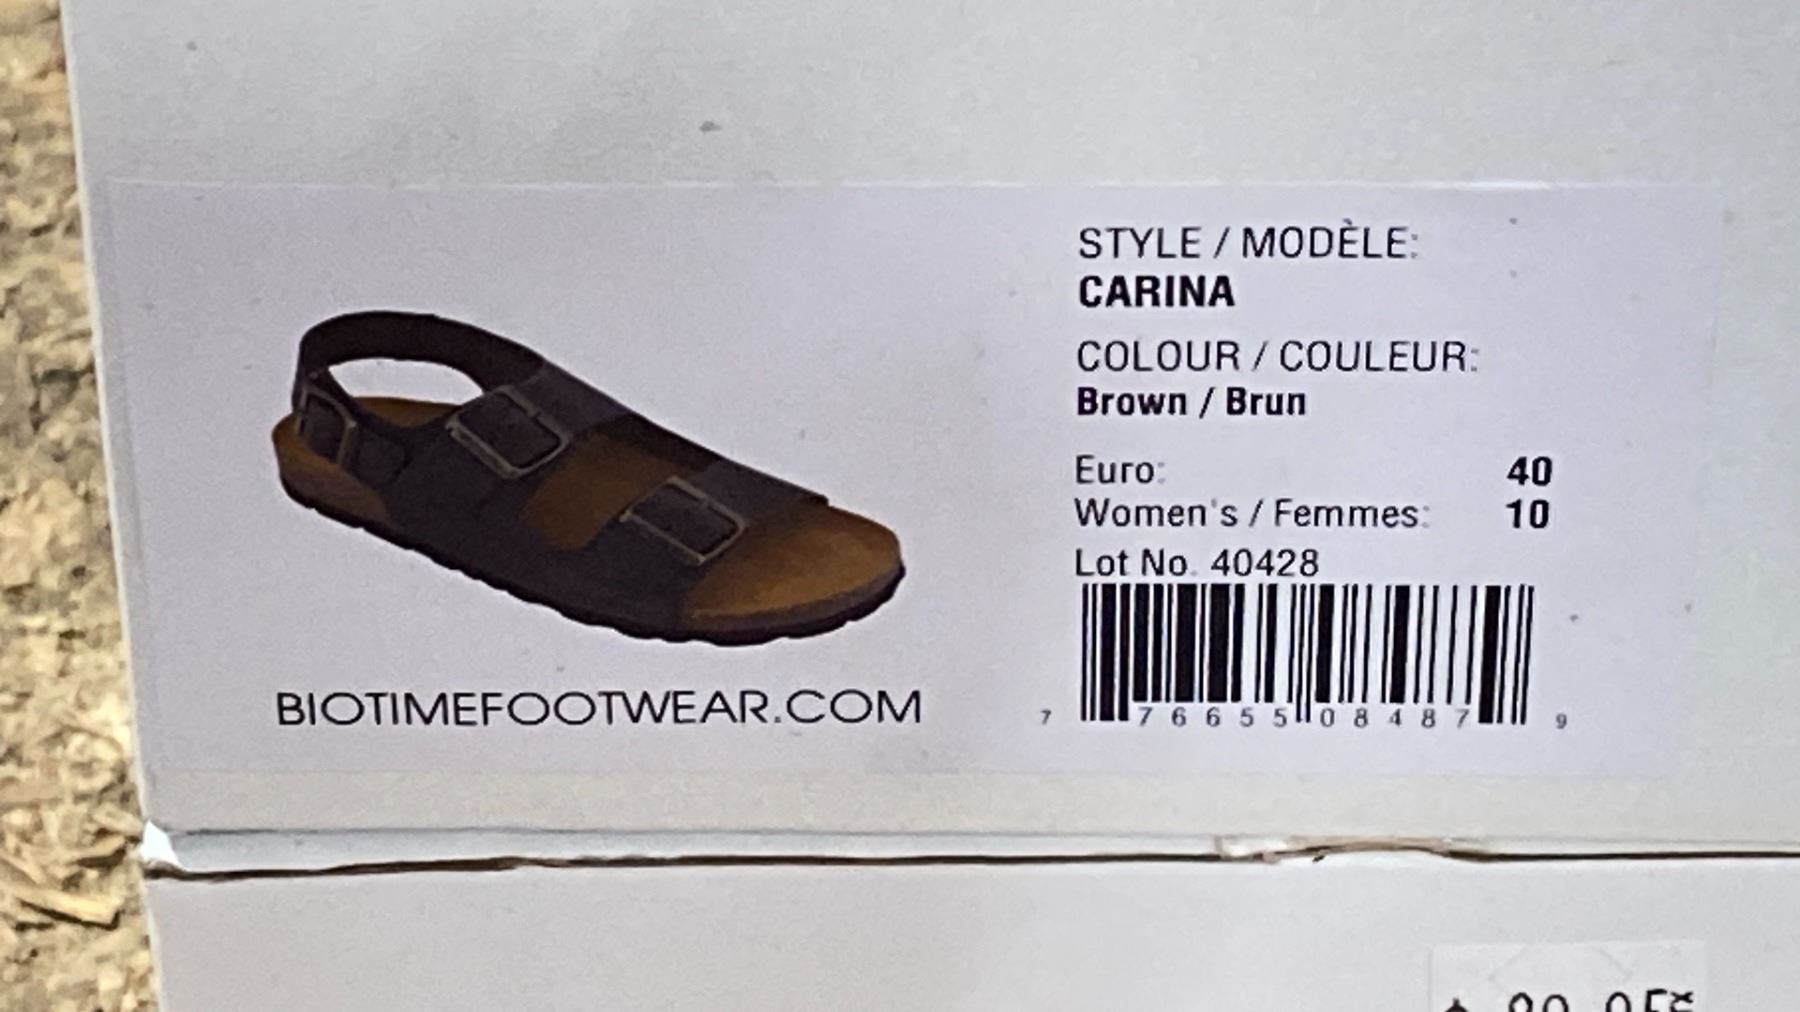 STYLE / MODÈLE:
CARINA
COLOUR / COULEUR:
Brown / Brun
Euro: 40
Women's / Femmes: 10
Lot No. 40428
7 76655 08487 9
BIOTIMEFOOTWEAR.COM